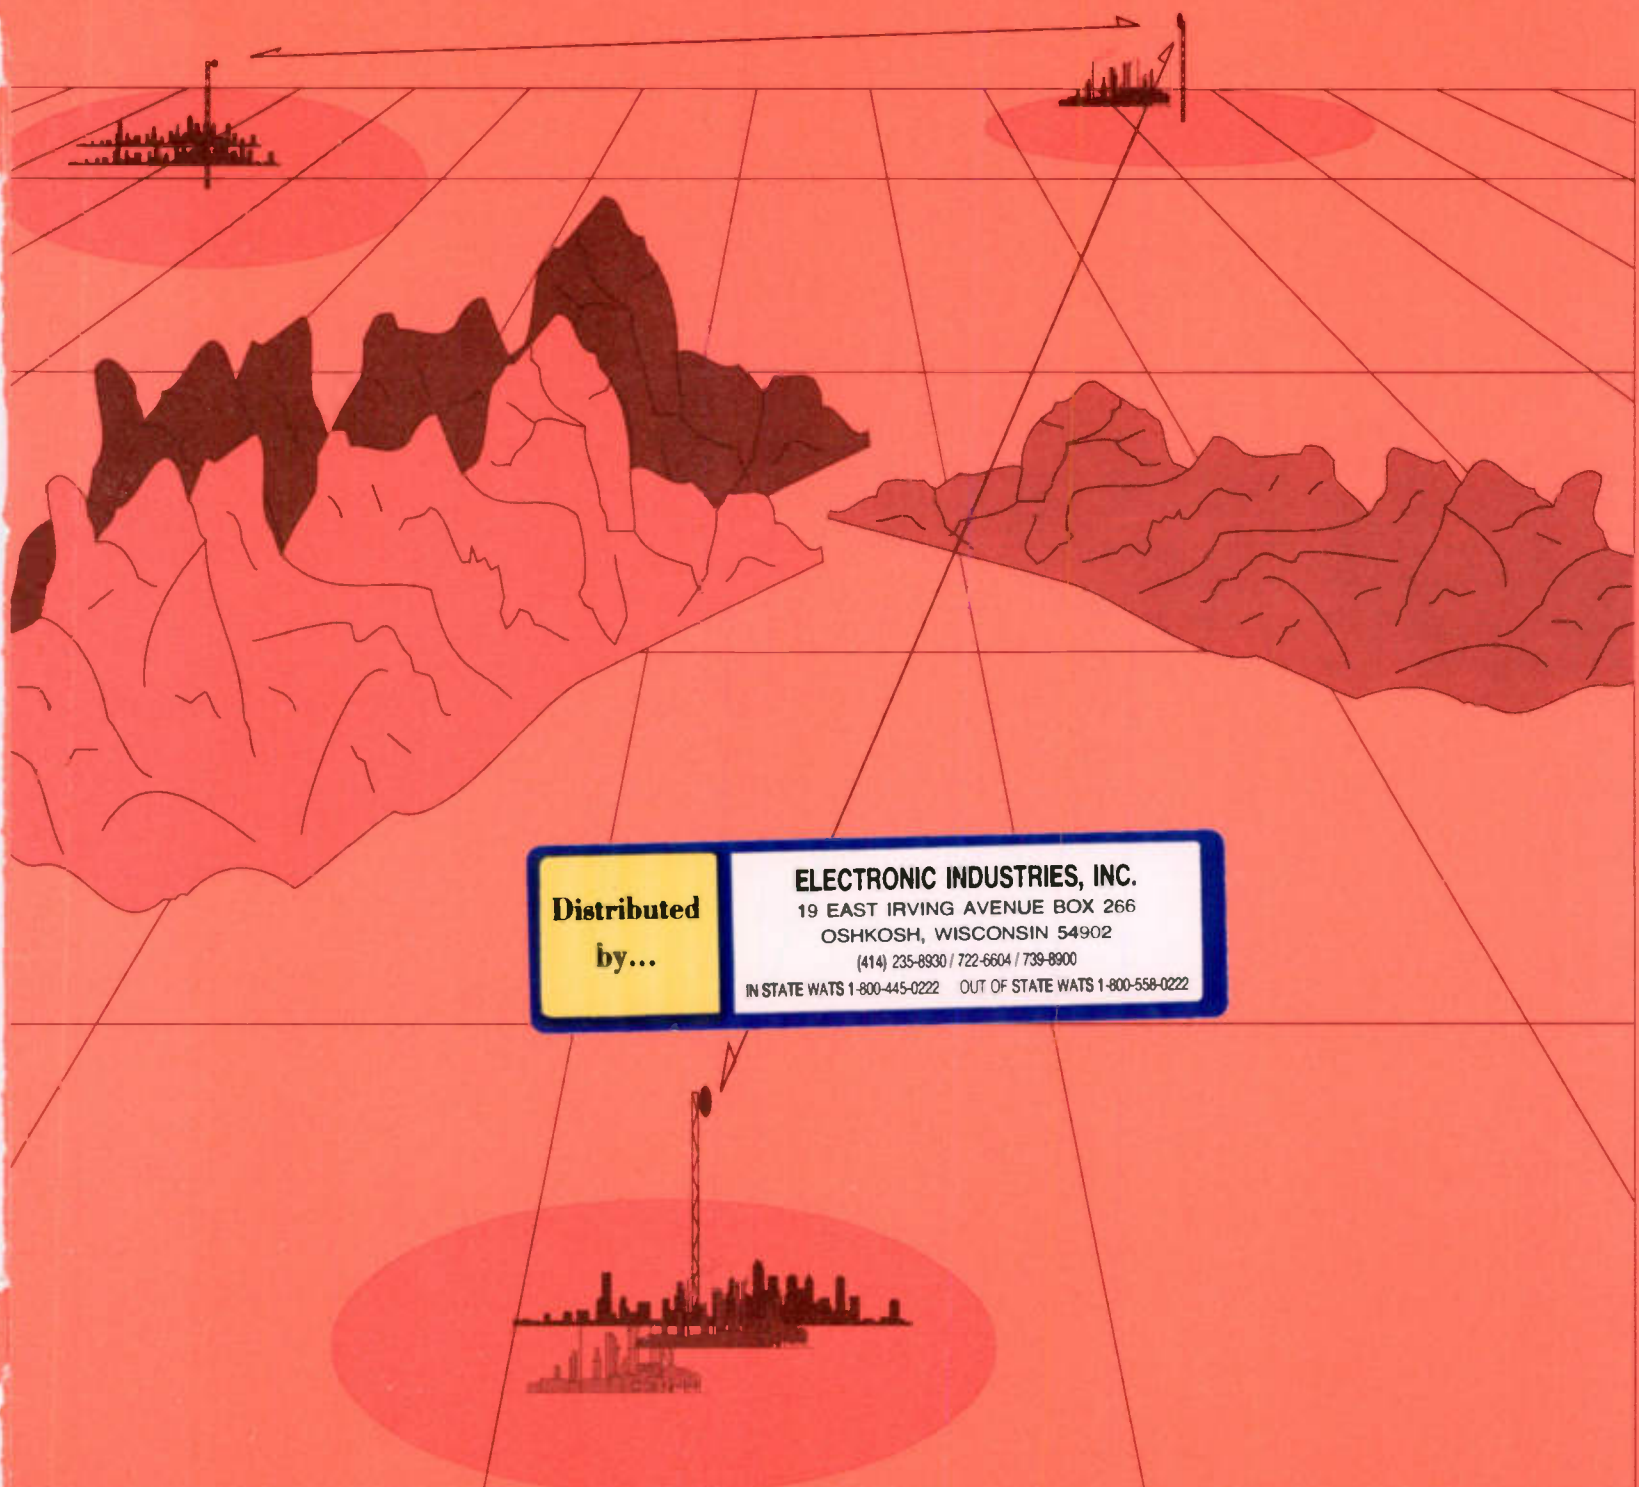 Distributed
by...
ELECTRONIC INDUSTRIES, INC.
19 EAST IRVING AVENUE BOX 266
OSHKOSH, WISCONSIN 54902
(414) 235-8930 / 722-6604 / 739-8900
IN STATE WATS 1-800-445-0222 OUT OF STATE WATS 1-800-558-0222